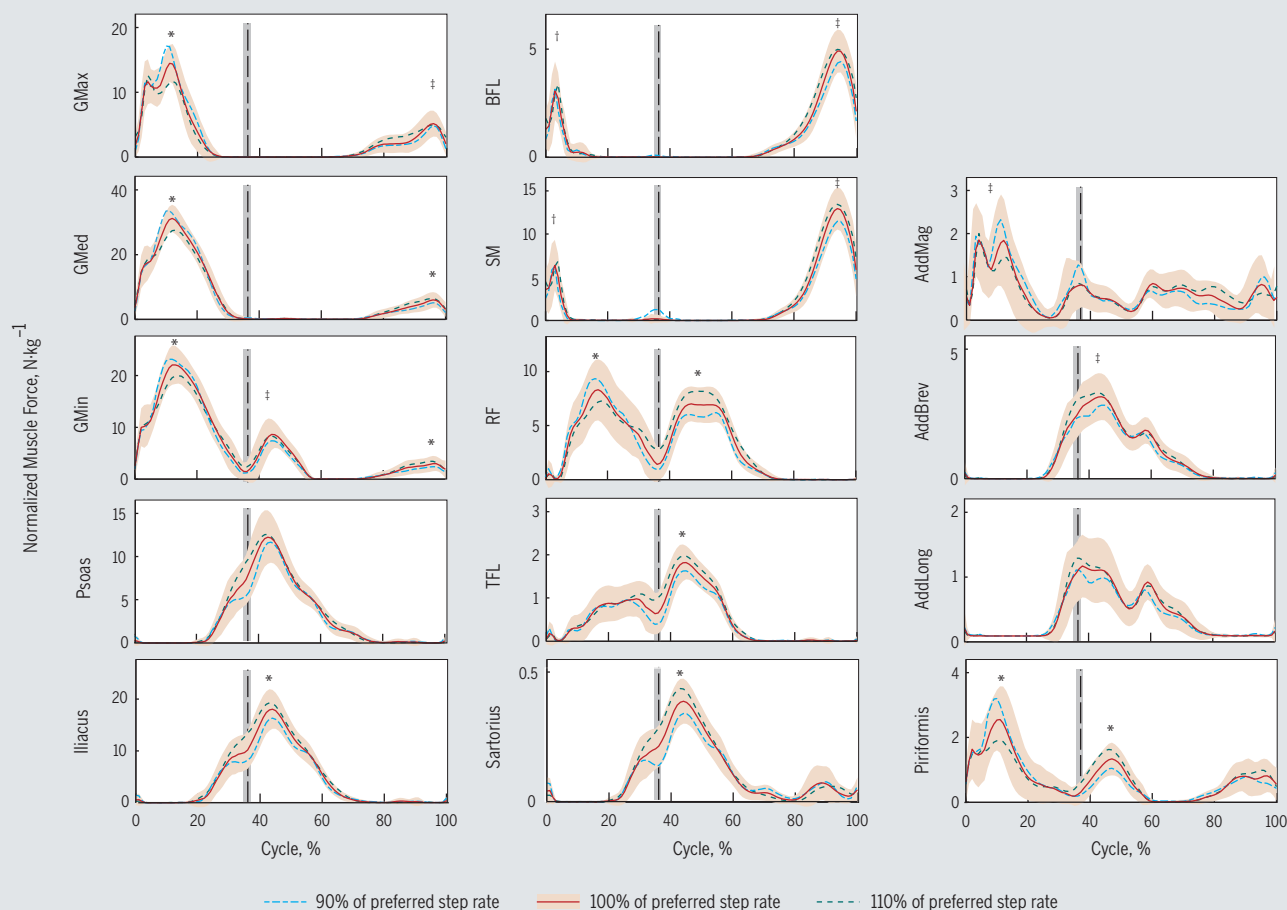 Normalized Muscle Force, N·kg⁻¹
GMax
20
10
0
*
‡
GMed
40
20
0
*
*
GMin
20
10
0
*
‡
*
Psoas
15
10
5
0
Iliacus
20
10
0
*
0 20 40 60 80 100
Cycle, %
BFL
5
0
†
‡
SM
15
10
5
0
†
‡
RF
10
5
0
*
*
TFL
3
2
1
0
*
Sartorius
0.5
0
*
0 20 40 60 80 100
Cycle, %
AddMag
3
2
1
0
‡
AddBrev
5
0
‡
AddLong
2
1
0
Piriformis
4
2
0
*
*
0 20 40 60 80 100
Cycle, %
90% of preferred step rate 100% of preferred step rate 110% of preferred step rate